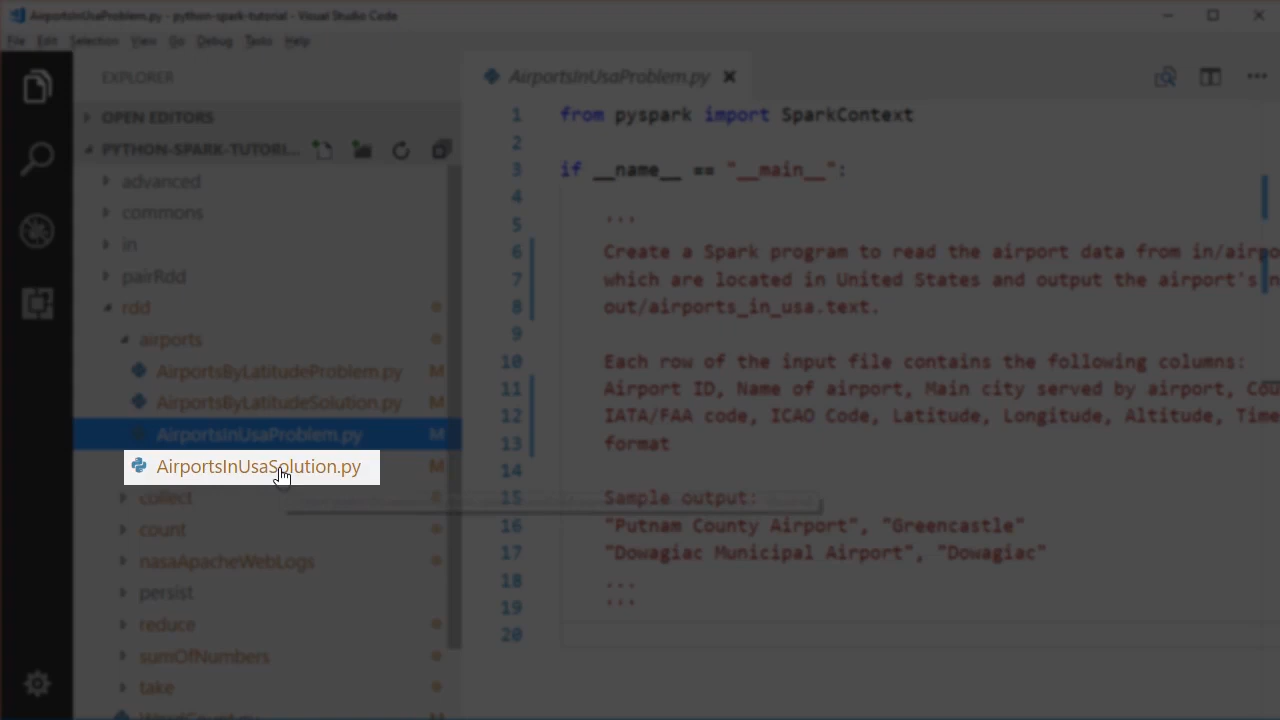 AirportsInUsaProblem.py - python-spark-tutorial - Visual Studio Code
File Edit Selection View Go Debug Tasks Help
EXPLORER
OPEN EDITORS
PYTHON-SPARK-TUTORI...
advanced
commons
in
pairRdd
rdd
airports
AirportsByLatitudeProblem.py M
AirportsByLatitudeSolution.py M
AirportsInUsaProblem.py M
AirportsInUsaSolution.py M
collect
count
nasaApacheWebLogs
persist
reduce
sumOfNumbers
take
WordCount.py M
AirportsInUsaProblem.py
1 from pyspark import SparkContext
2
3 if __name__ == "__main__":
4
5 '''
6 Create a Spark program to read the airport data from in/airpo
7 which are located in United States and output the airport's n
8 out/airports_in_usa.text.
9
10 Each row of the input file contains the following columns:
11 Airport ID, Name of airport, Main city served by airport, Cou
12 IATA/FAA code, ICAO Code, Latitude, Longitude, Altitude, Time
13 format
14
15 Sample output:
16 "Putnam County Airport", "Greencastle"
17 "Dowagiac Municipal Airport", "Dowagiac"
18 ...
19 '''
20